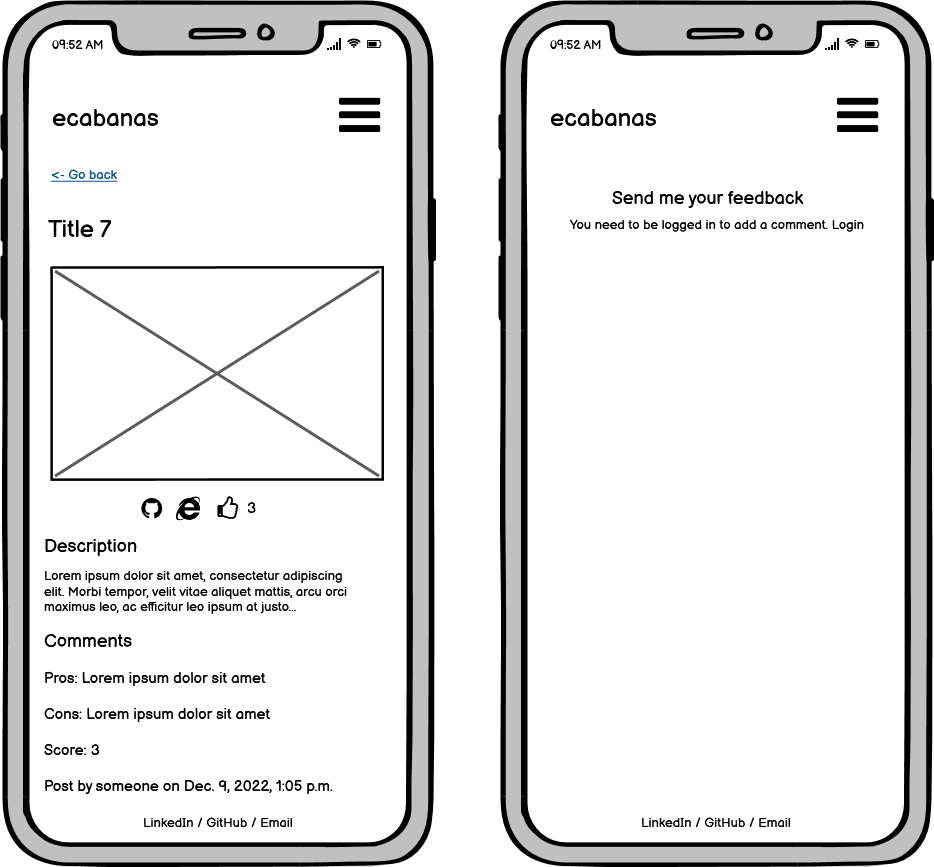 09:52 AM
ecabanas
<- Go back
Title 7
3
Description
Lorem ipsum dolor sit amet, consectetur adipiscing
elit. Morbi tempor, velit vitae aliquet mattis, arcu orci
maximus leo, ac efficitur leo ipsum at justo...
Comments
Pros: Lorem ipsum dolor sit amet
Cons: Lorem ipsum dolor sit amet
Score: 3
Post by someone on Dec. 9, 2022, 1:05 p.m.
LinkedIn / GitHub / Email
09:52 AM
ecabanas
Send me your feedback
You need to be logged in to add a comment. Login
LinkedIn / GitHub / Email